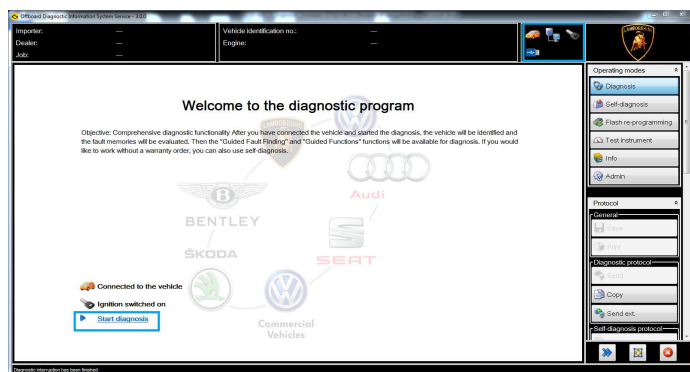 Offboard Diagnostic Information System Service - 3.0.0
Importer: —
Dealer: —
Job: —
Vehicle identification no.: —
Engine: —
LAMBORGHINI
Welcome to the diagnostic program
Objective: Comprehensive diagnostic functionality After you have connected the vehicle and started the diagnosis, the vehicle will be identified and
the fault memories will be evaluated. Then the "Guided Fault Finding" and "Guided Functions" functions will be available for diagnosis. If you would
like to work without a warranty order, you can also use self-diagnosis.
LAMBORGHINI
BENTLEY
Audi
ŠKODA
SEAT
Commercial
Vehicles
Connected to the vehicle
Ignition switched on
Start diagnosis
Operating modes
Diagnosis
Self-diagnosis
Flash re-programming
Test instrument
Info
Admin
Protocol
General
Save
Print
Diagnostic protocol
Send
Copy
Send ext.
Self-diagnosis protocol
Diagnostic interruption has been finished.